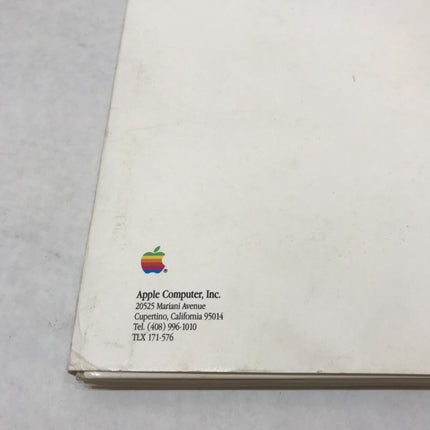 Apple Computer, Inc.
20525 Mariani Avenue
Cupertino, California 95014
Tel. (408) 996-1010
TLX 171-576